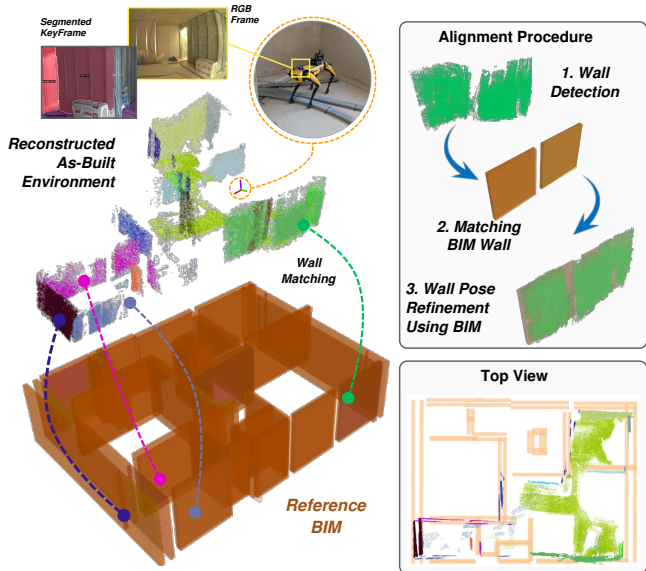 Segmented
KeyFrame
RGB
Frame
Reconstructed
As-Built
Environment
Wall
Matching
Reference
BIM
Alignment Procedure
1. Wall
Detection
2. Matching
BIM Wall
3. Wall Pose
Refinement
Using BIM
Top View